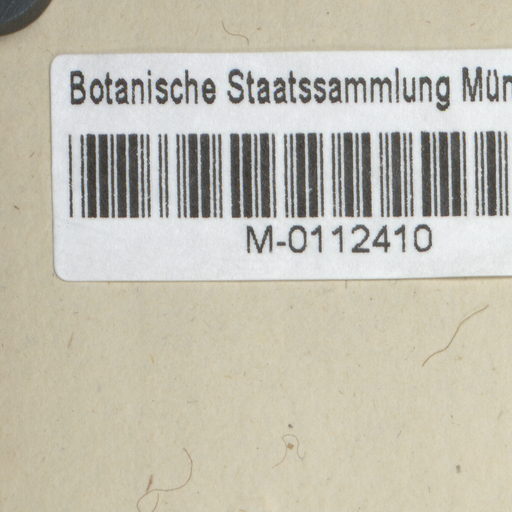 Botanische Staatssammlung Mün
M-0112410